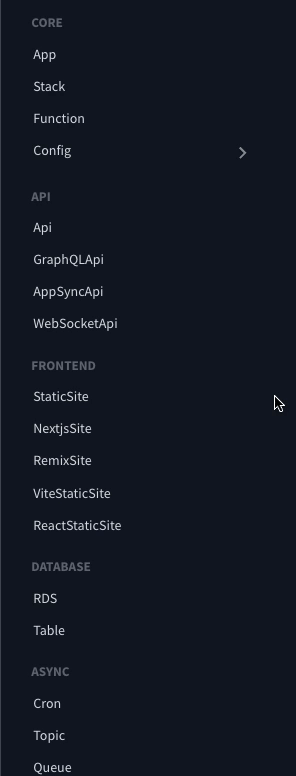 CORE
App
Stack
Function
Config
API
Api
GraphQLApi
AppSyncApi
WebSocketApi
FRONTEND
StaticSite
NextjsSite
RemixSite
ViteStaticSite
ReactStaticSite
DATABASE
RDS
Table
ASYNC
Cron
Topic
Queue